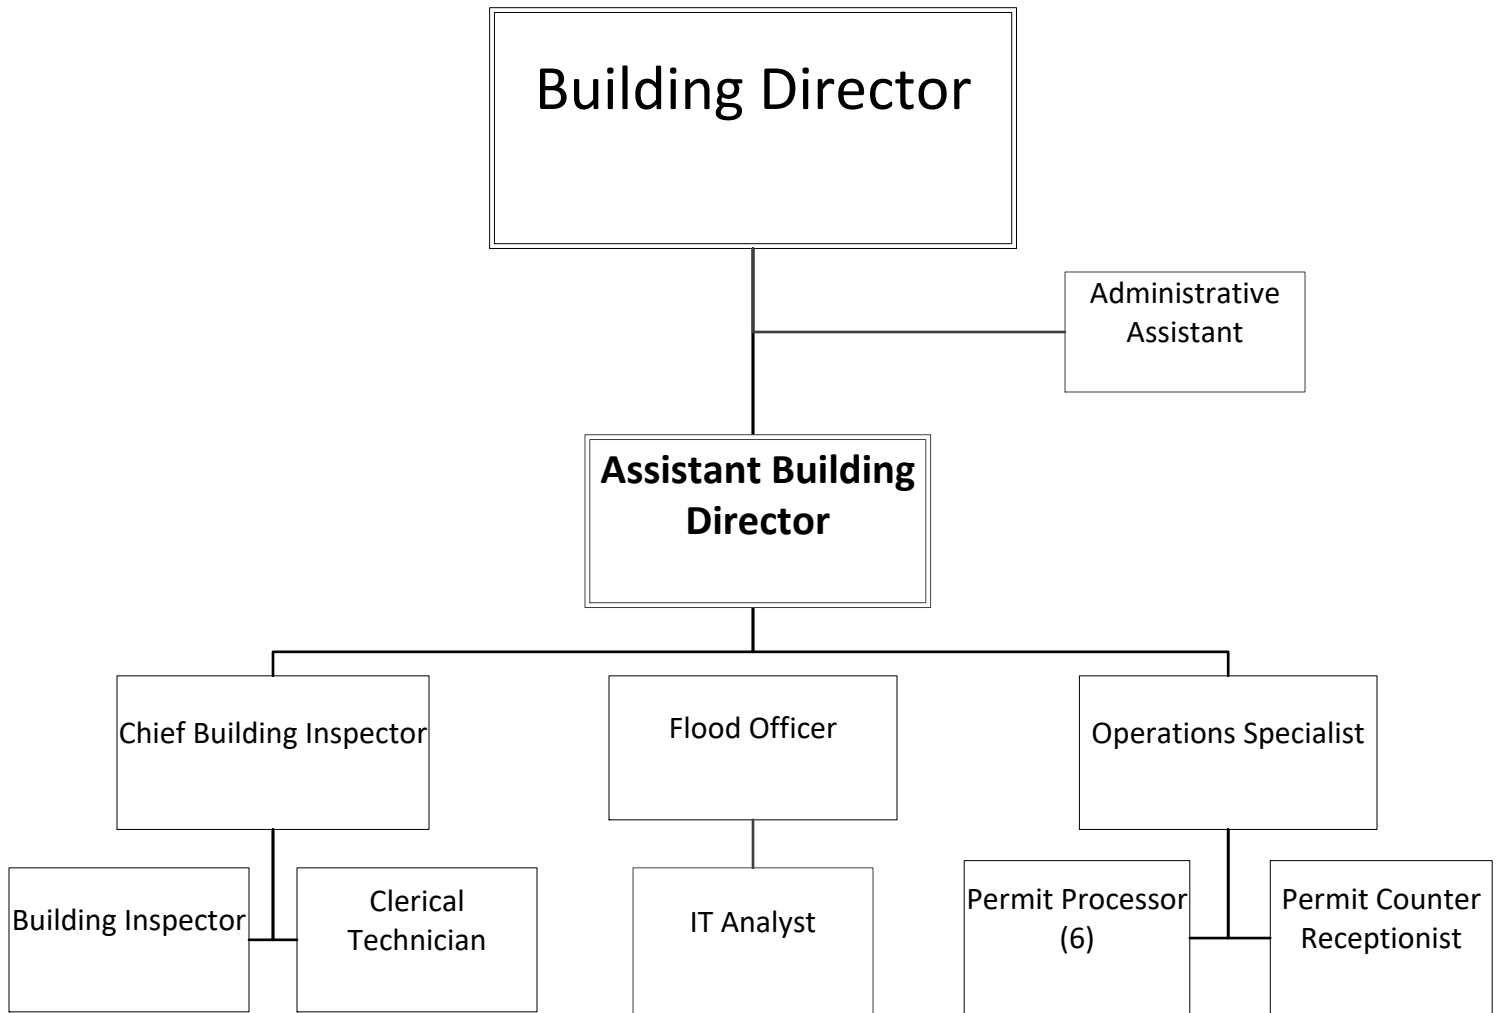 Building Director
Administrative
Assistant
Assistant Building
Director
Chief Building Inspector
Flood Officer
Operations Specialist
Building Inspector
Clerical
Technician
IT Analyst
Permit Processor
(6)
Permit Counter
Receptionist